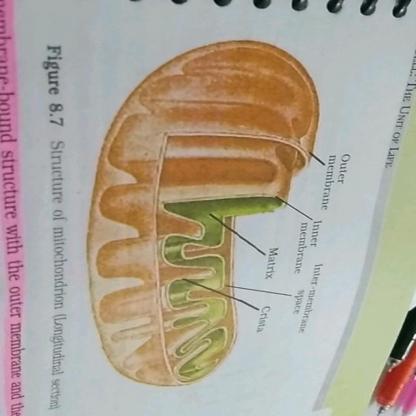 CELL: THE UNIT OF LIFE
Outer
membrane
Inner
membrane
Inter-membrane
space
Matrix
Crista
Figure 8.7 Structure of mitochondrion (Longitudinal section)
membrane-bound structure with the outer membrane and the